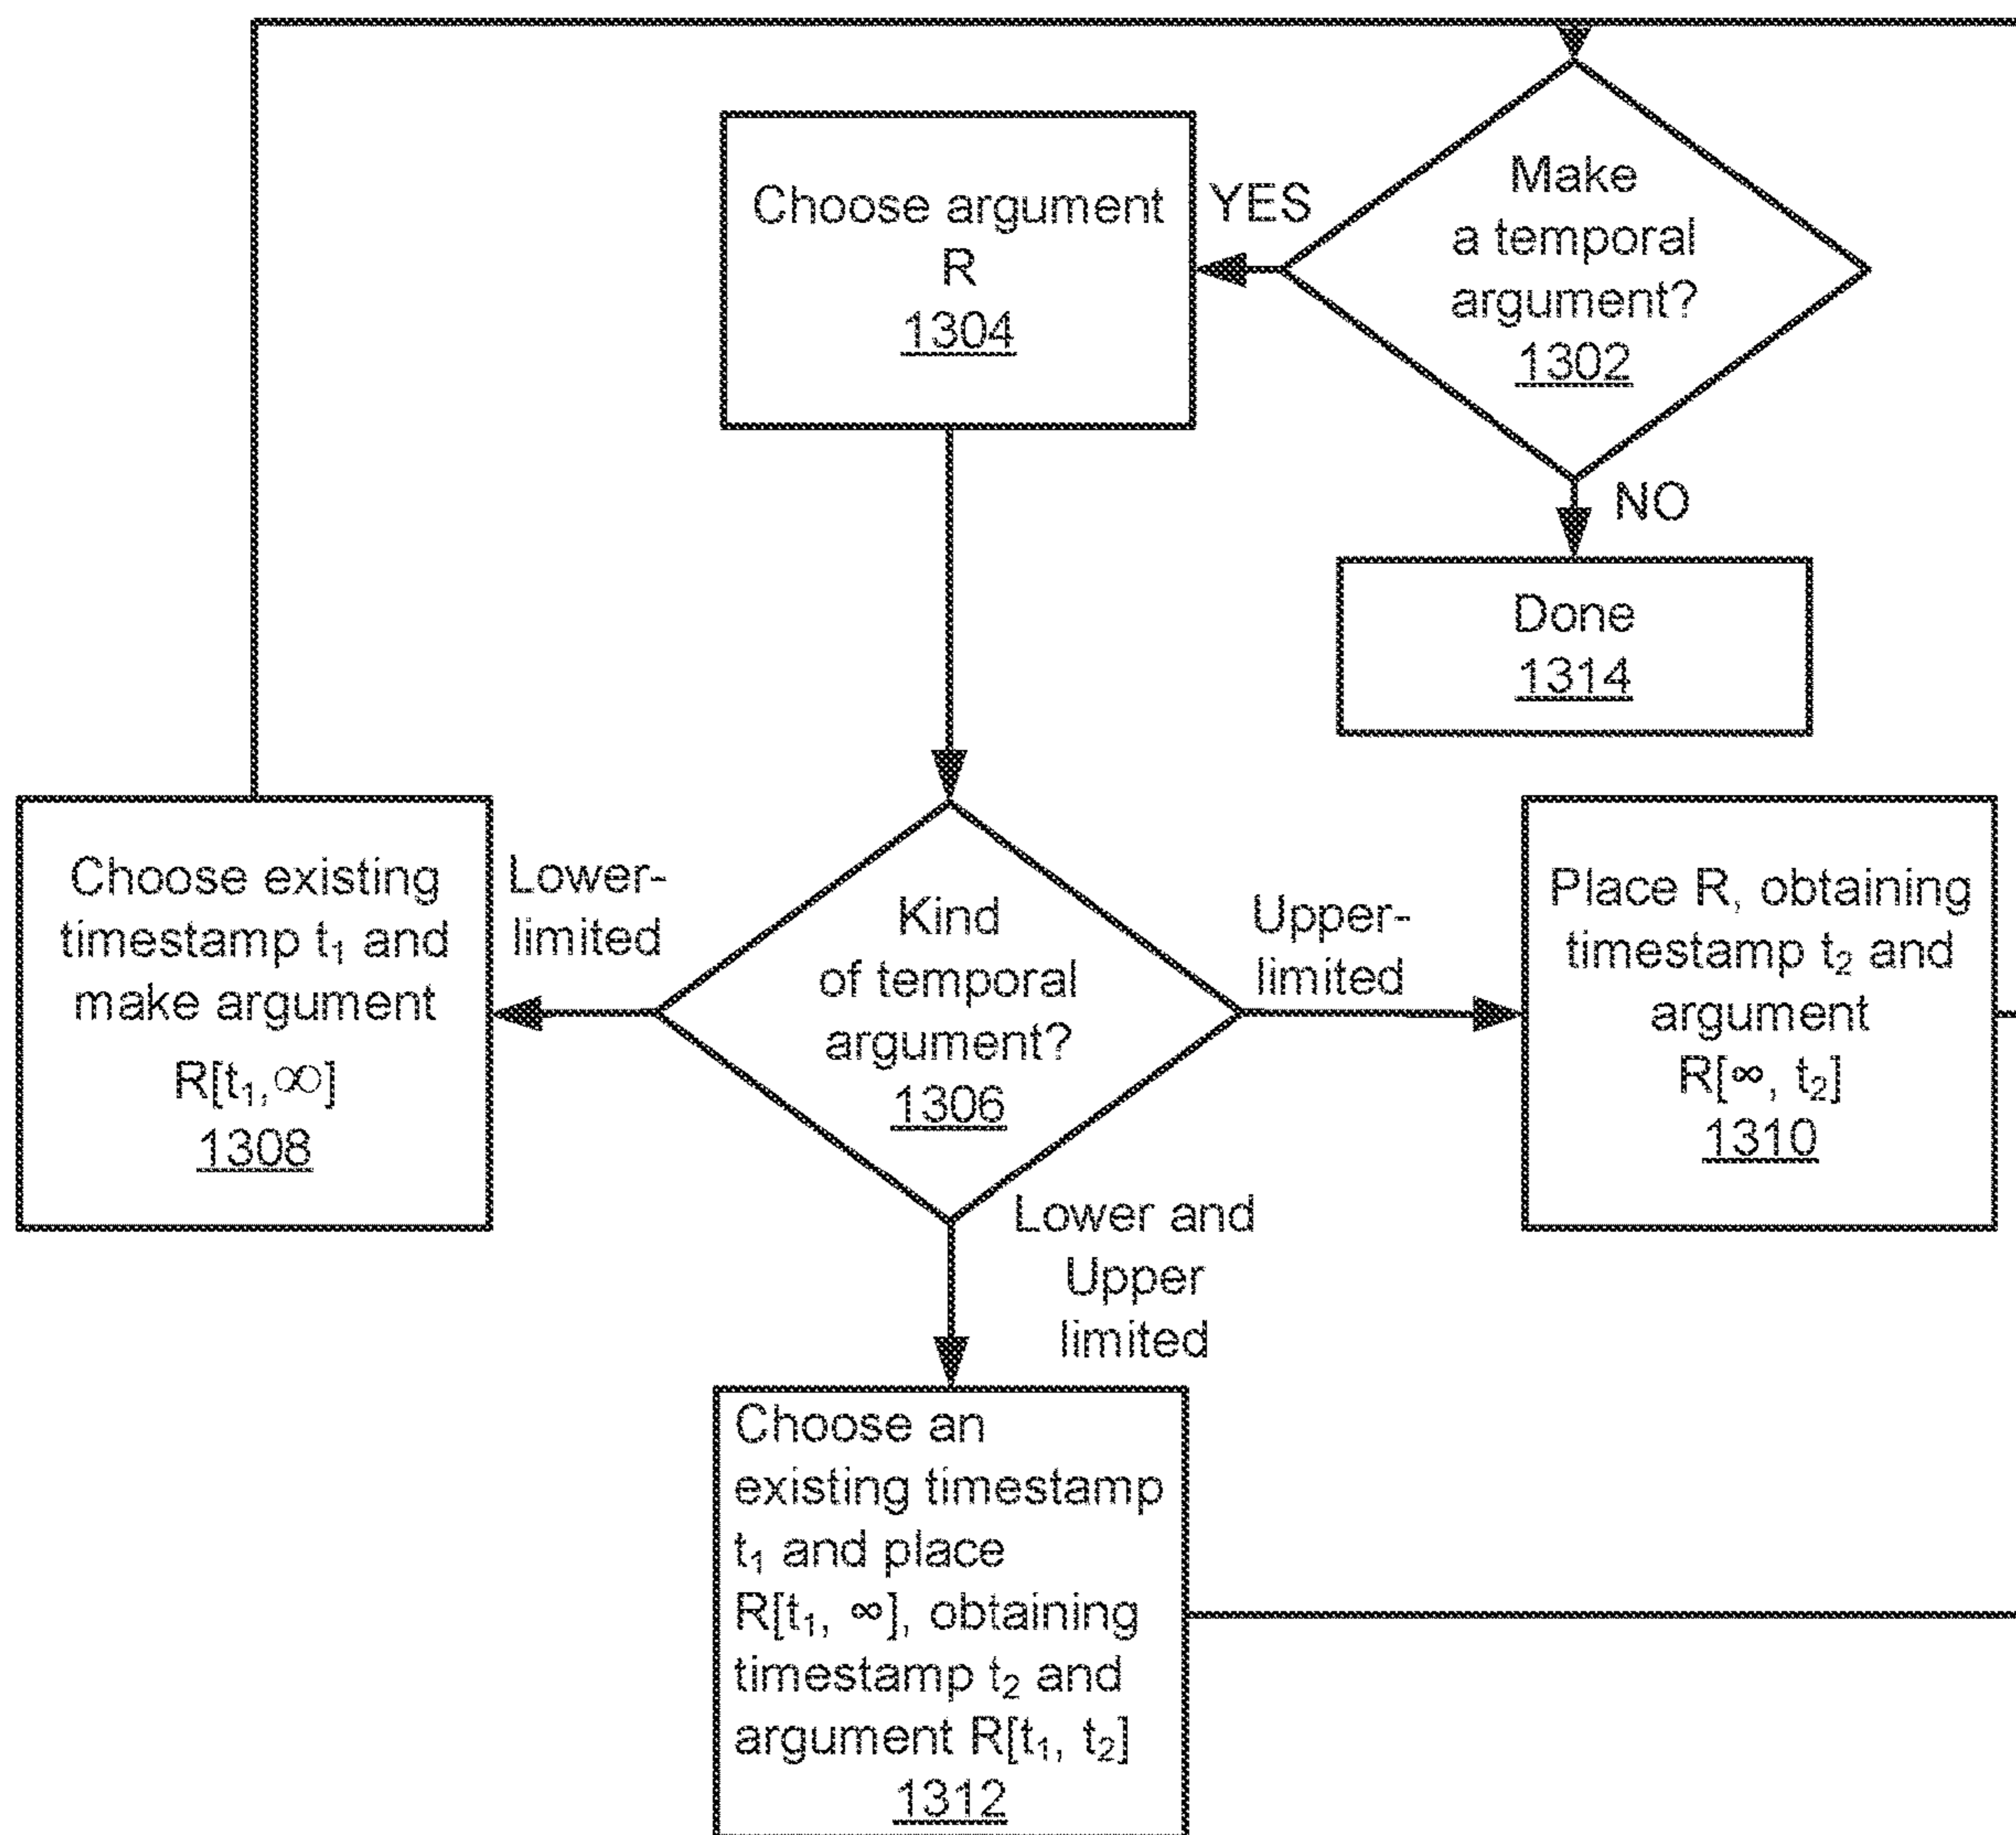 Make
a temporal
argument?
1302
YES
Choose argument
R
1304
NO
Done
1314
Kind
of temporal
argument?
1306
Lower-
limited
Choose existing
timestamp t₁ and
make argument
R[t₁,∞]
1308
Upper-
limited
Place R, obtaining
timestamp t₂ and
argument
R[∞, t₂]
1310
Lower and
Upper
limited
Choose an
existing timestamp
t₁ and place
R[t₁, ∞], obtaining
timestamp t₂ and
argument R[t₁, t₂]
1312